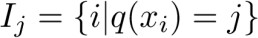 I_j = {i|q(x_i) = j}